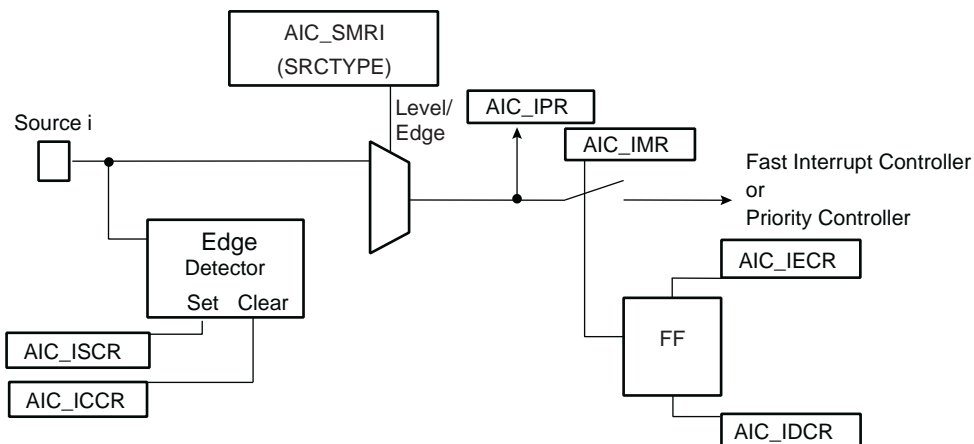 AIC_SMRI
(SRCTYPE)
Level/
Edge
AIC_IPR
AIC_IMR
Source i
Fast Interrupt Controller
or
Priority Controller
Edge
Detector
Set Clear
AIC_IECR
FF
AIC_ISCR
AIC_ICCR
AIC_IDCR